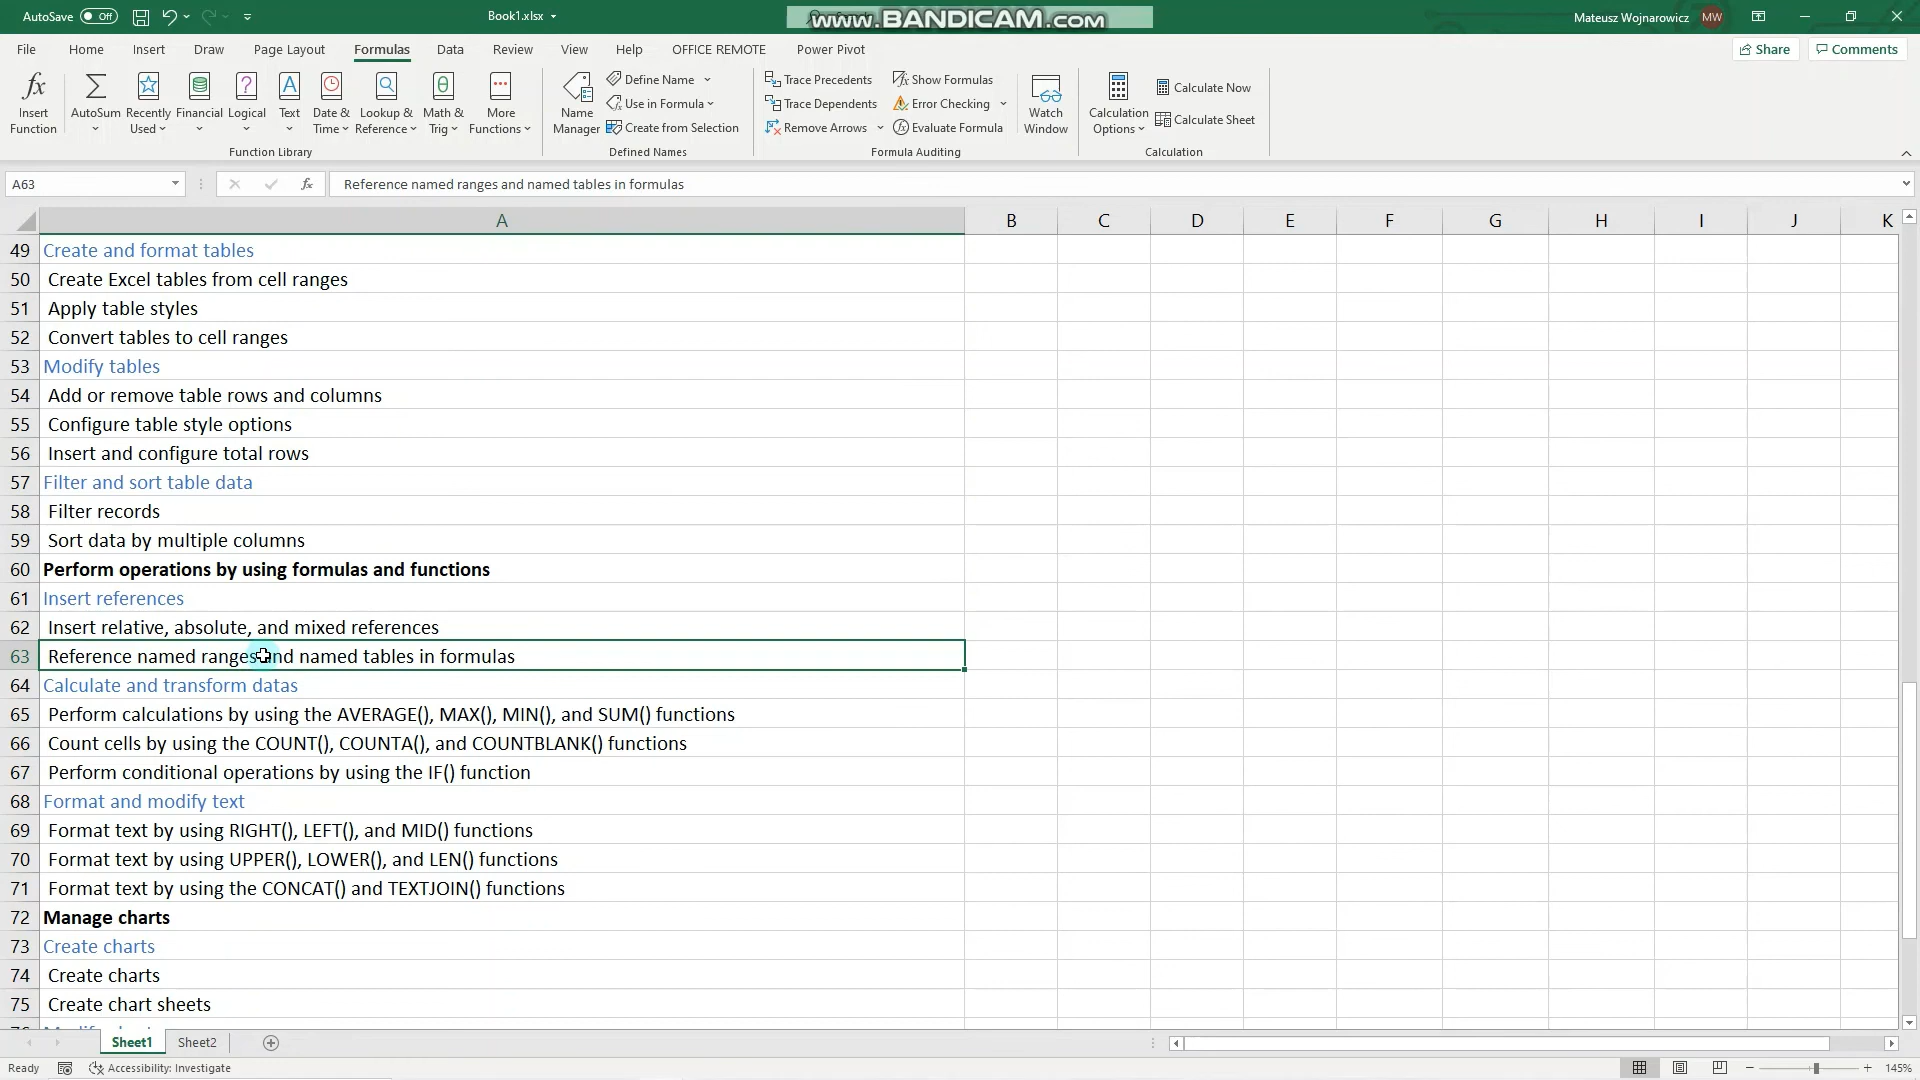 AutoSave Off Book1.xlsx www.BANDICAM.com Mateusz Wojnarowicz MW
File Home Insert Draw Page Layout Formulas Data Review View Help OFFICE REMOTE Power Pivot Share Comments
Insert Function
AutoSum
Recently Used
Financial
Logical
Text
Date & Time
Lookup & Reference
Math & Trig
More Functions
Function Library
Name Manager
Define Name
Use in Formula
Create from Selection
Defined Names
Trace Precedents
Trace Dependents
Remove Arrows
Show Formulas
Error Checking
Evaluate Formula
Formula Auditing
Watch Window
Calculation Options
Calculate Now
Calculate Sheet
Calculation
A63 fx Reference named ranges and named tables in formulas
A B C D E F G H I J K
49 Create and format tables
50 Create Excel tables from cell ranges
51 Apply table styles
52 Convert tables to cell ranges
53 Modify tables
54 Add or remove table rows and columns
55 Configure table style options
56 Insert and configure total rows
57 Filter and sort table data
58 Filter records
59 Sort data by multiple columns
60 Perform operations by using formulas and functions
61 Insert references
62 Insert relative, absolute, and mixed references
63 Reference named ranges and named tables in formulas
64 Calculate and transform datas
65 Perform calculations by using the AVERAGE(), MAX(), MIN(), and SUM() functions
66 Count cells by using the COUNT(), COUNTA(), and COUNTBLANK() functions
67 Perform conditional operations by using the IF() function
68 Format and modify text
69 Format text by using RIGHT(), LEFT(), and MID() functions
70 Format text by using UPPER(), LOWER(), and LEN() functions
71 Format text by using the CONCAT() and TEXTJOIN() functions
72 Manage charts
73 Create charts
74 Create charts
75 Create chart sheets
Sheet1 Sheet2
Ready Accessibility: Investigate 145%